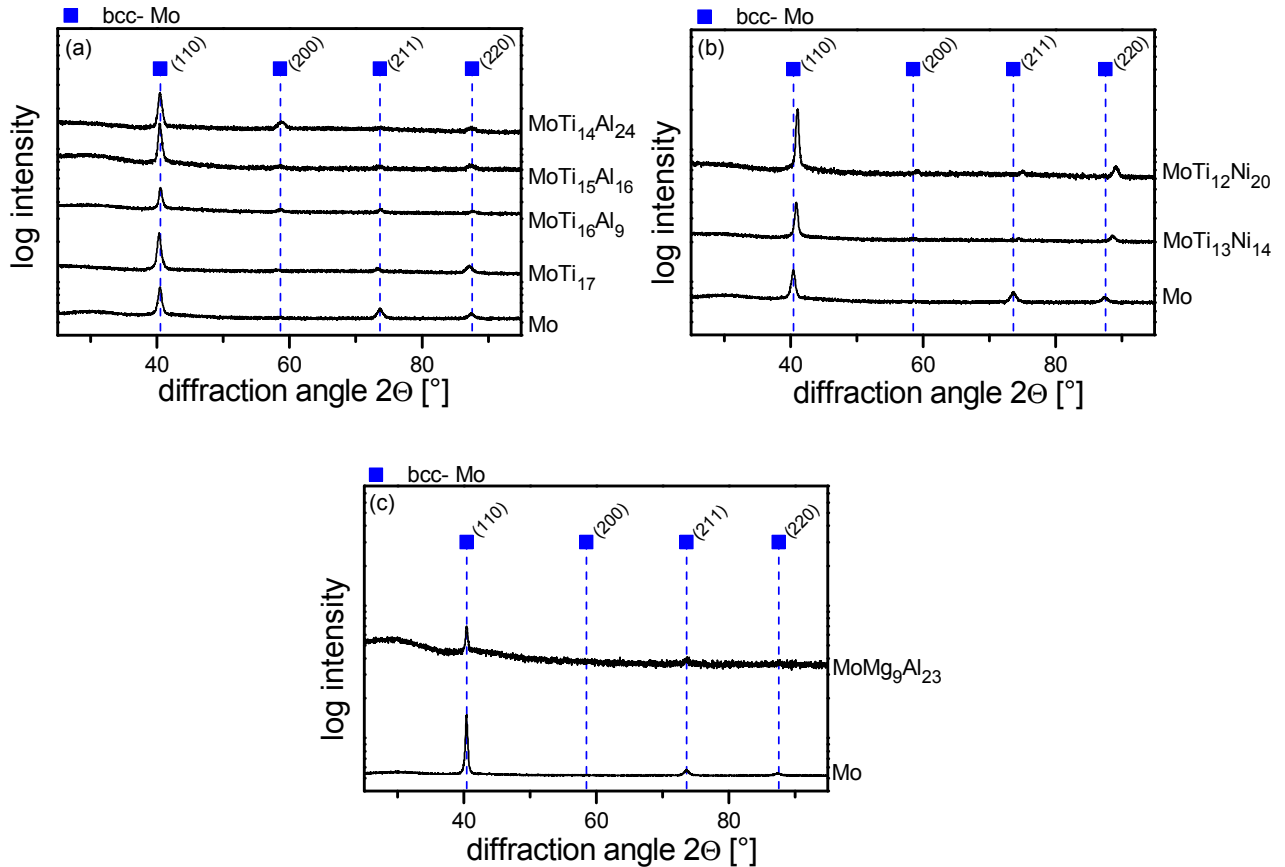 bcc- Mo
(a)
(110)
(200)
(211)
(220)
MoTi14Al24
MoTi15Al16
MoTi16Al9
MoTi17
Mo
log intensity
40
60
80
diffraction angle 2Θ [°]
bcc- Mo
(b)
(110)
(200)
(211)
(220)
MoTi12Ni20
MoTi13Ni14
Mo
log intensity
40
60
80
diffraction angle 2Θ [°]
bcc- Mo
(c)
(110)
(200)
(211)
(220)
MoMg9Al23
Mo
log intensity
40
60
80
diffraction angle 2Θ [°]